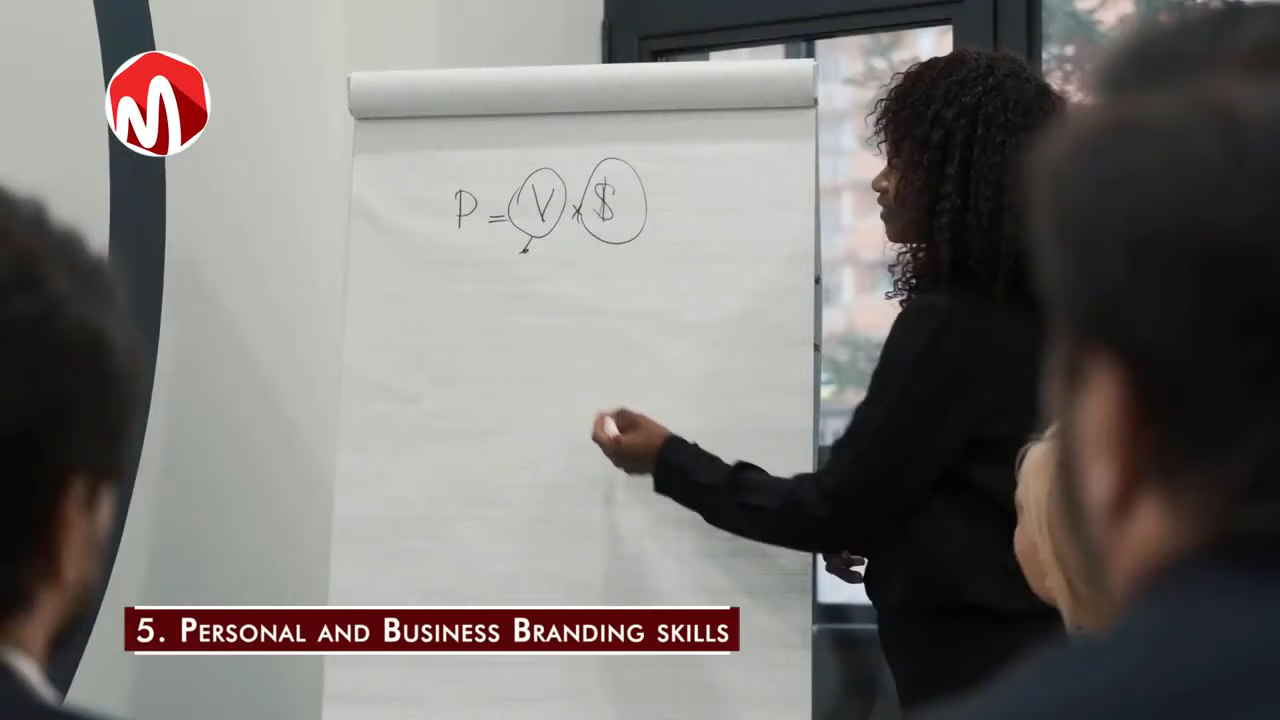 M
P = V × $
5. Personal and Business Branding skills